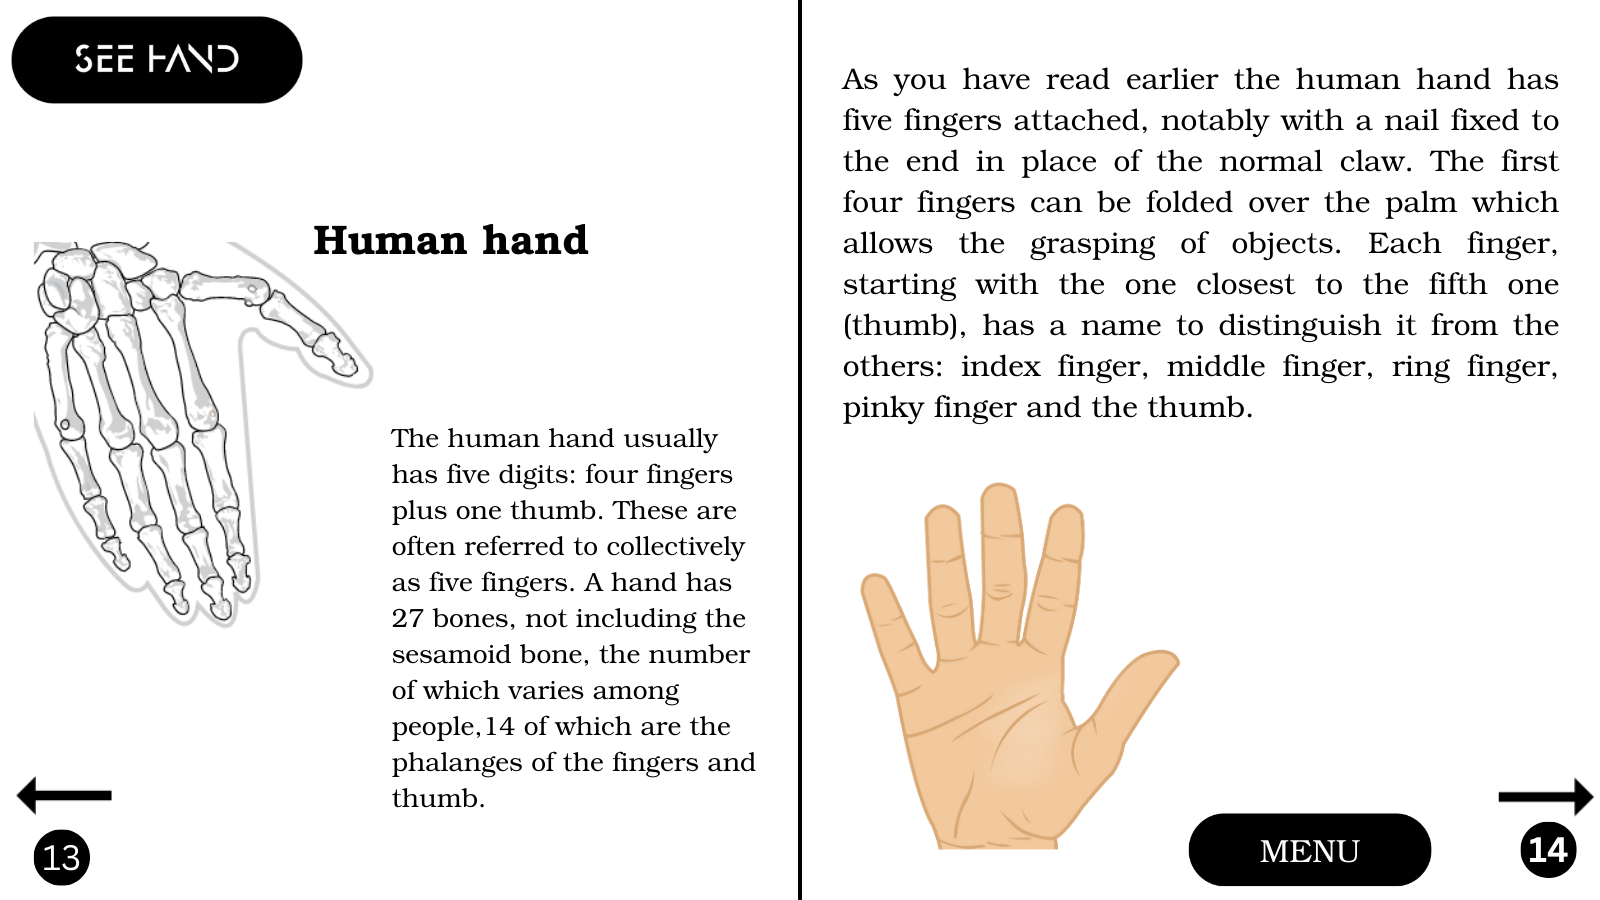 SEE HAND
Human hand
The human hand usually
has five digits: four fingers
plus one thumb. These are
often referred to collectively
as five fingers. A hand has
27 bones, not including the
sesamoid bone, the number
of which varies among
people,14 of which are the
phalanges of the fingers and
thumb.
13
As you have read earlier the human hand has
five fingers attached, notably with a nail fixed to
the end in place of the normal claw. The first
four fingers can be folded over the palm which
allows the grasping of objects. Each finger,
starting with the one closest to the fifth one
(thumb), has a name to distinguish it from the
others: index finger, middle finger, ring finger,
pinky finger and the thumb.
MENU
14